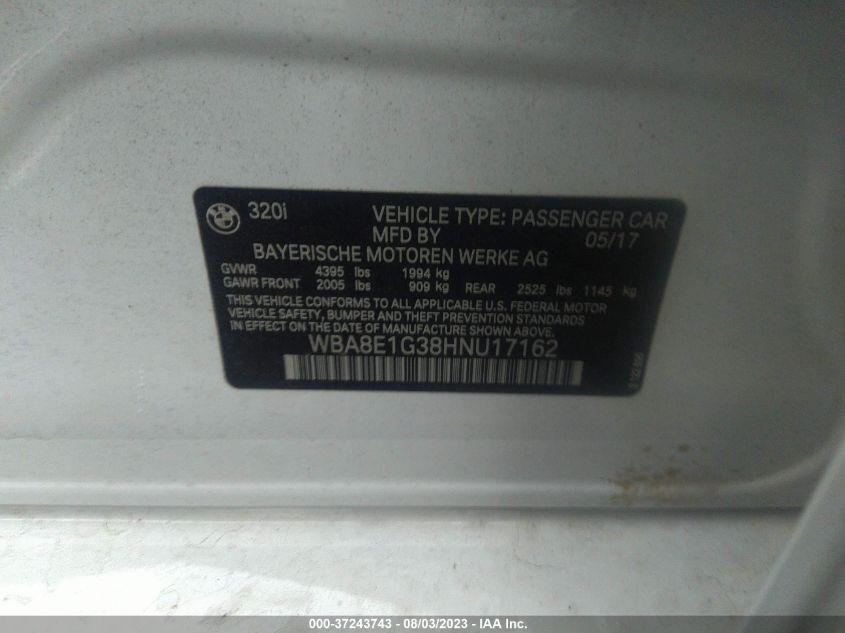 320i VEHICLE TYPE: PASSENGER CAR
MFD BY 05/17
BAYERISCHE MOTOREN WERKE AG
GVWR 4395 lbs 1994 kg
GAWR FRONT 2005 lbs 909 kg REAR 2525 lbs 1145 kg
THIS VEHICLE CONFORMS TO ALL APPLICABLE U.S. FEDERAL MOTOR
VEHICLE SAFETY, BUMPER AND THEFT PREVENTION STANDARDS
IN EFFECT ON THE DATE OF MANUFACTURE SHOWN ABOVE.
WBA8E1G38HNU17162
000-37243743 - 08/03/2023 - IAA Inc.